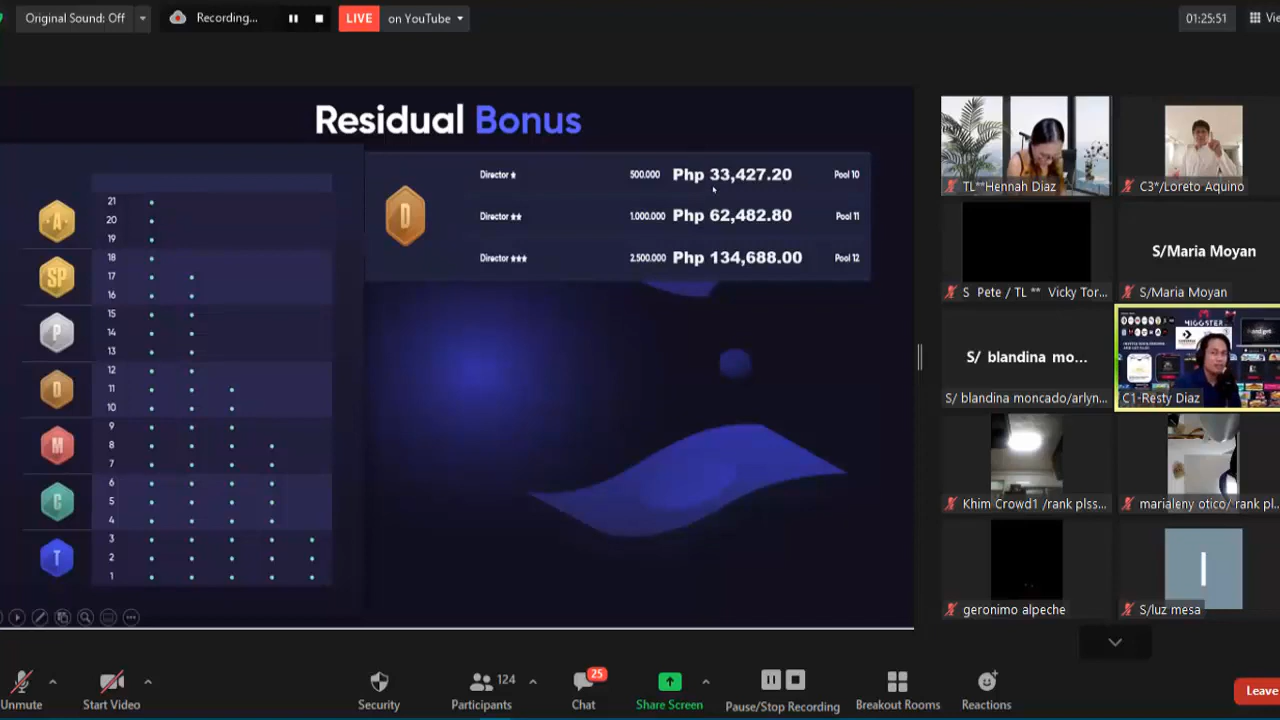 Original Sound: Off
Recording...
LIVE
on YouTube
01:25:51
Vie
Residual Bonus
Director ★
500.000
Php 33,427.20
Pool 10
Director ★★
1.000.000
Php 62,482.80
Pool 11
Director ★★★
2.500.000
Php 134,688.00
Pool 12
D
A
SP
P
D
M
C
T
21
20
19
18
17
16
15
14
13
12
11
10
9
8
7
6
5
4
3
2
1
TL**Hennah Diaz
C3*/Loreto Aquino
S Pete / TL ** Vicky Tor...
S/Maria Moyan
S/Maria Moyan
S/ blandina mo...
S/ blandina moncado/arlyn...
MIGGSTER
C1-Resty Diaz
Khim Crowd1 /rank plss...
marialeny otico/ rank pl...
geronimo alpeche
I
S/luz mesa
Unmute
Start Video
Security
124
Participants
25
Chat
Share Screen
Pause/Stop Recording
Breakout Rooms
Reactions
Leave